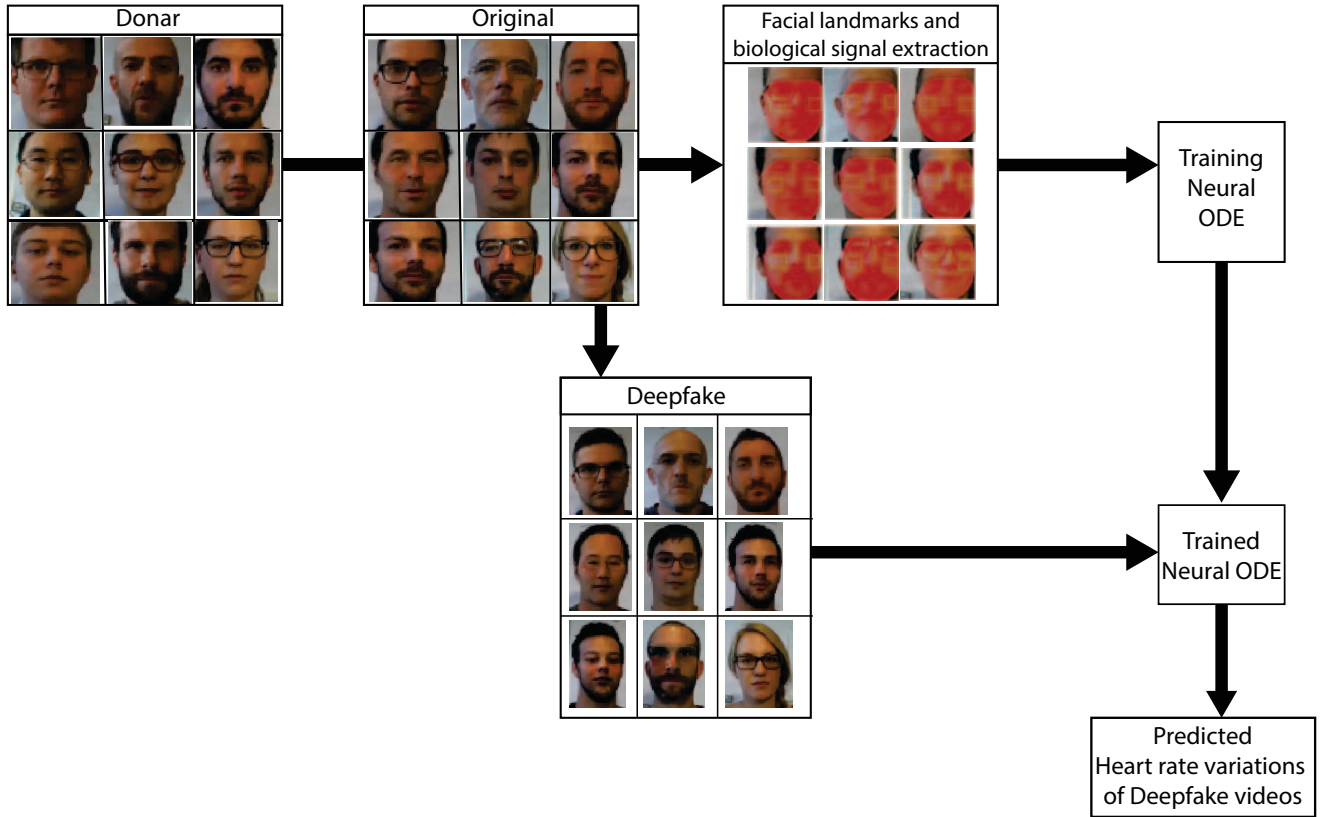 Donar
Original
Facial landmarks and
biological signal extraction
Training
Neural
ODE
Deepfake
Trained
Neural ODE
Predicted
Heart rate variations
of Deepfake videos